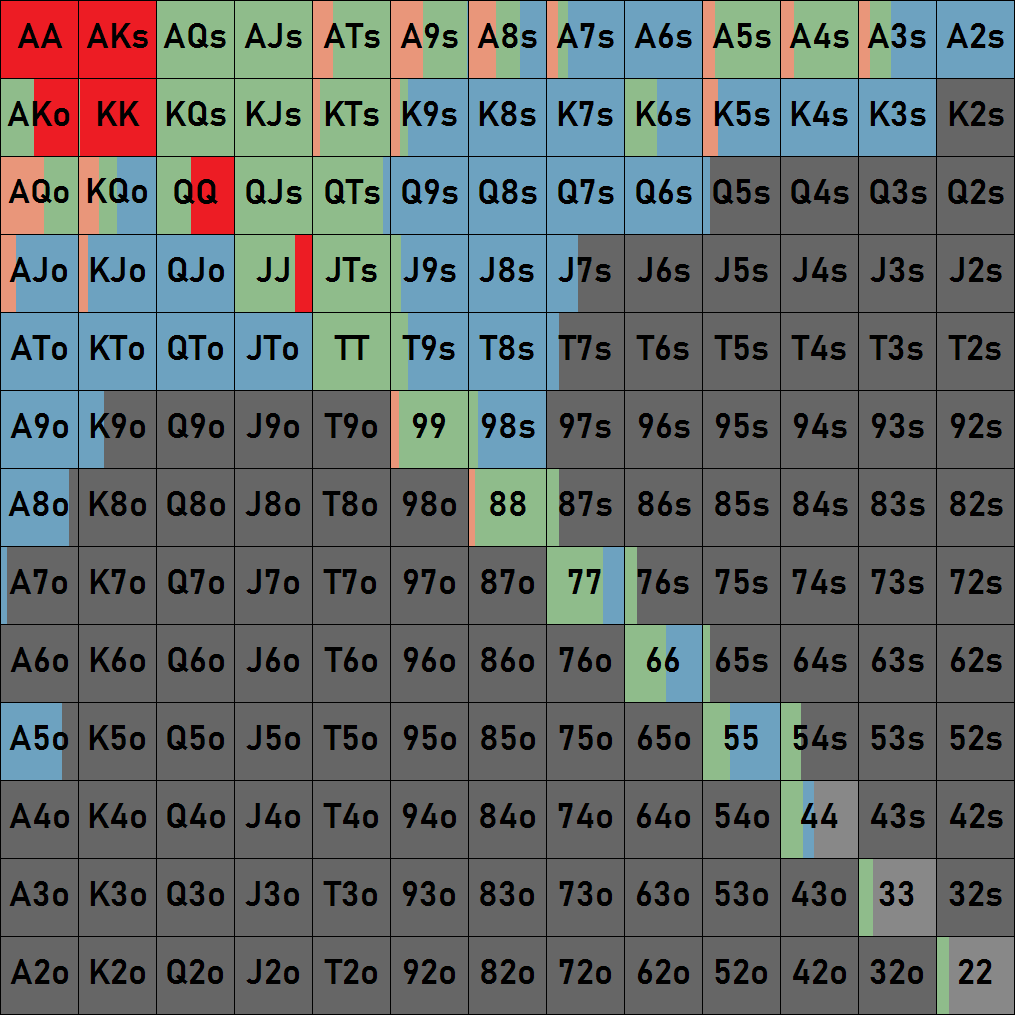 AA AKs AQs AJs ATs A9s A8s A7s A6s A5s A4s A3s A2s
AKo KK KQs KJs KTs K9s K8s K7s K6s K5s K4s K3s K2s
AQo KQo QQ QJs QTs Q9s Q8s Q7s Q6s Q5s Q4s Q3s Q2s
AJo KJo QJo JJ JTs J9s J8s J7s J6s J5s J4s J3s J2s
ATo KTo QTo JTo TT T9s T8s T7s T6s T5s T4s T3s T2s
A9o K9o Q9o J9o T9o 99 98s 97s 96s 95s 94s 93s 92s
A8o K8o Q8o J8o T8o 98o 88 87s 86s 85s 84s 83s 82s
A7o K7o Q7o J7o T7o 97o 87o 77 76s 75s 74s 73s 72s
A6o K6o Q6o J6o T6o 96o 86o 76o 66 65s 64s 63s 62s
A5o K5o Q5o J5o T5o 95o 85o 75o 65o 55 54s 53s 52s
A4o K4o Q4o J4o T4o 94o 84o 74o 64o 54o 44 43s 42s
A3o K3o Q3o J3o T3o 93o 83o 73o 63o 53o 43o 33 32s
A2o K2o Q2o J2o T2o 92o 82o 72o 62o 52o 42o 32o 22